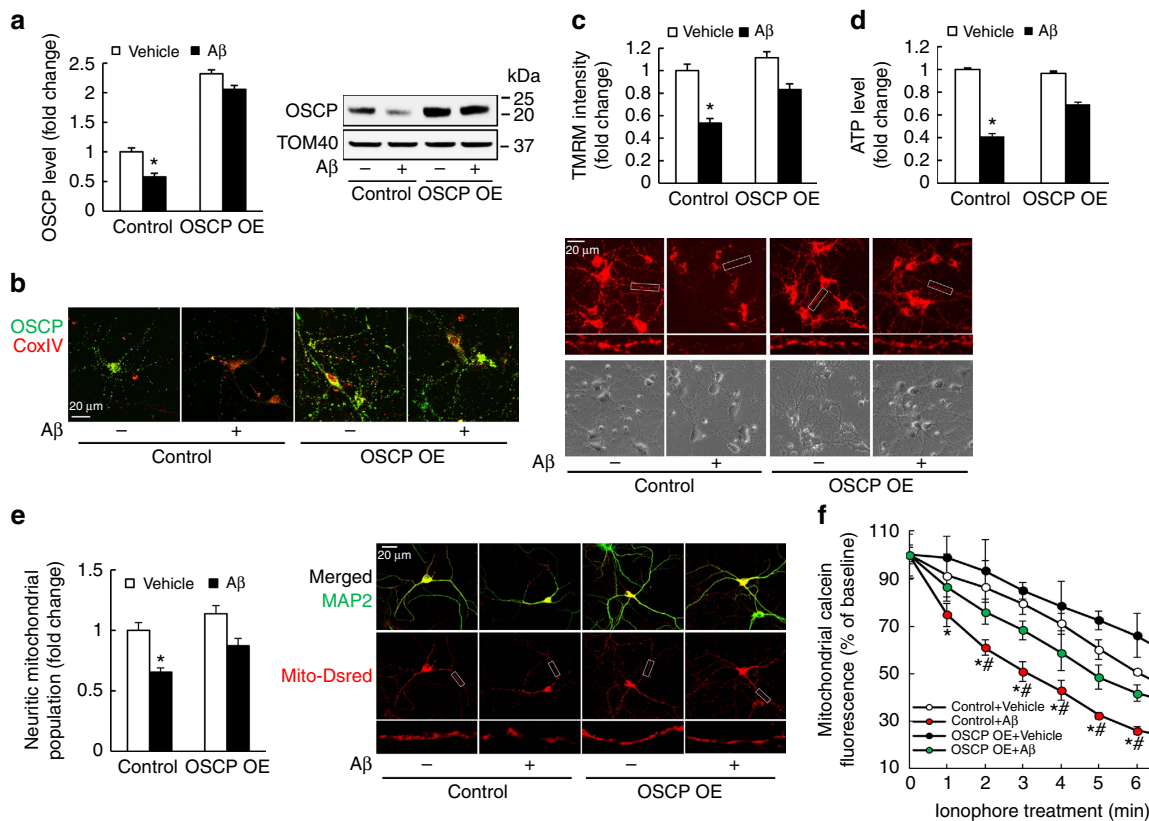 a
Vehicle Aβ
OSCP level (fold change)
2.5
2
1.5
1
0.5
0
*
Control OSCP OE
kDa
OSCP
25
20
TOM40
37
Aβ − + − +
Control OSCP OE
c
Vehicle Aβ
TMRM intensity
(fold change)
1.2
1
0.8
0.6
0.4
0.2
0
*
Control OSCP OE
d
Vehicle Aβ
ATP level
(fold change)
1.2
1
0.8
0.6
0.4
0.2
0
*
Control OSCP OE
20 μm
Aβ − + − +
Control OSCP OE
b
OSCP
CoxIV
20 μm
Aβ − + − +
Control OSCP OE
e
Vehicle Aβ
Neuritic mitochondrial
population (fold change)
1.5
1
0.5
0
*
Control OSCP OE
20 μm
Merged
MAP2
Mito-Dsred
Aβ − + − +
Control OSCP OE
f
Mitochondrial calcein
fluorescence (% of baseline)
110
90
70
50
30
10
* *# *# *# *# *#
Control+Vehicle
Control+Aβ
OSCP OE+Vehicle
OSCP OE+Aβ
0 1 2 3 4 5 6
Ionophore treatment (min)